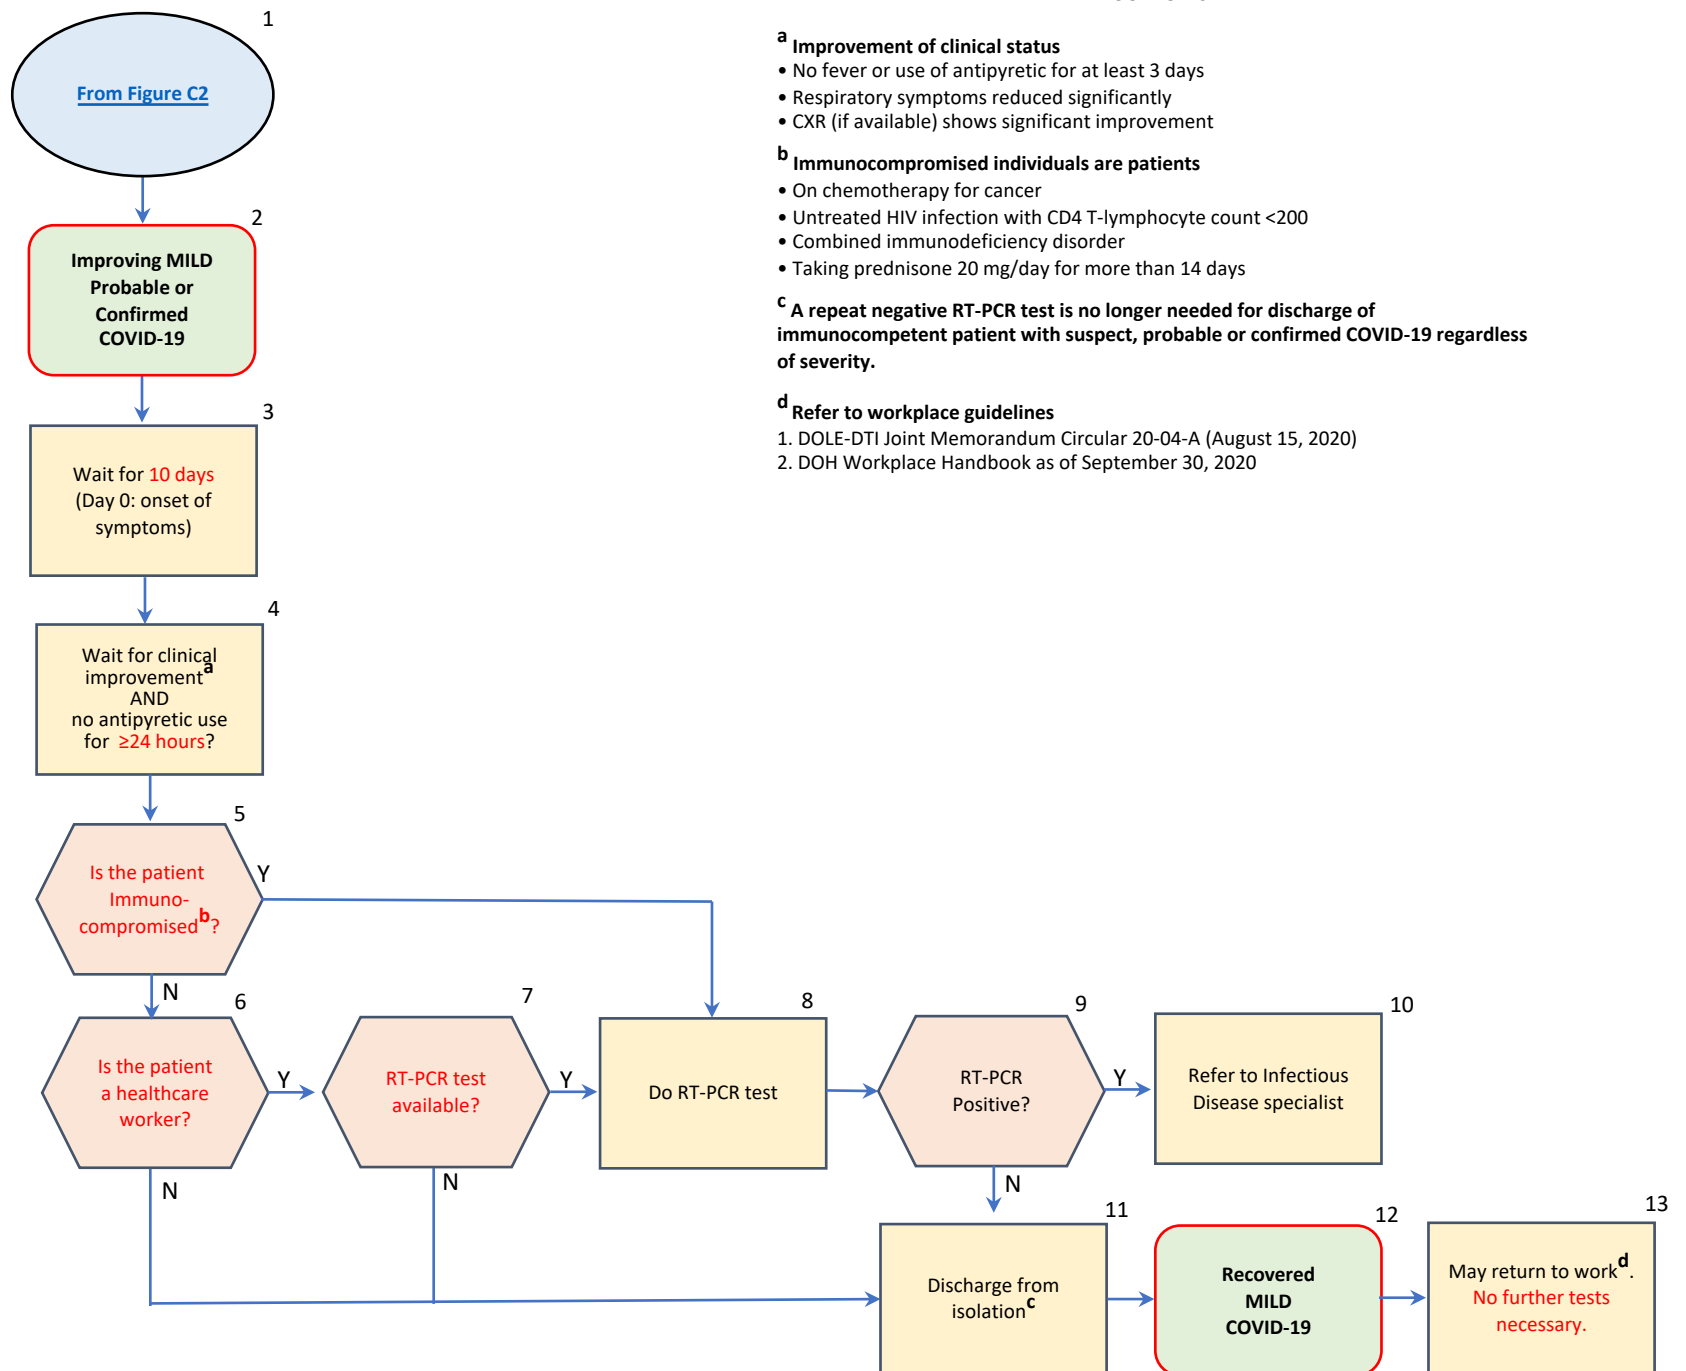 1
From Figure C2
2
Improving MILD
Probable or
Confirmed
COVID-19
3
Wait for 10 days
(Day 0: onset of
symptoms)
4
Wait for clinical
improvementa
AND
no antipyretic use
for ≥24 hours?
5
Is the patient
Immuno-
compromisedb?
Y
N
6
Is the patient
a healthcare
worker?
Y
N
7
RT-PCR test
available?
Y
N
8
Do RT-PCR test
9
RT-PCR
Positive?
Y
N
10
Refer to Infectious
Disease specialist
11
Discharge from
isolationc
12
Recovered
MILD
COVID-19
13
May return to workd.
No further tests
necessary.
a Improvement of clinical status
• No fever or use of antipyretic for at least 3 days
• Respiratory symptoms reduced significantly
• CXR (if available) shows significant improvement
b Immunocompromised individuals are patients
• On chemotherapy for cancer
• Untreated HIV infection with CD4 T-lymphocyte count <200
• Combined immunodeficiency disorder
• Taking prednisone 20 mg/day for more than 14 days
c A repeat negative RT-PCR test is no longer needed for discharge of
immunocompetent patient with suspect, probable or confirmed COVID-19 regardless
of severity.
d Refer to workplace guidelines
1. DOLE-DTI Joint Memorandum Circular 20-04-A (August 15, 2020)
2. DOH Workplace Handbook as of September 30, 2020